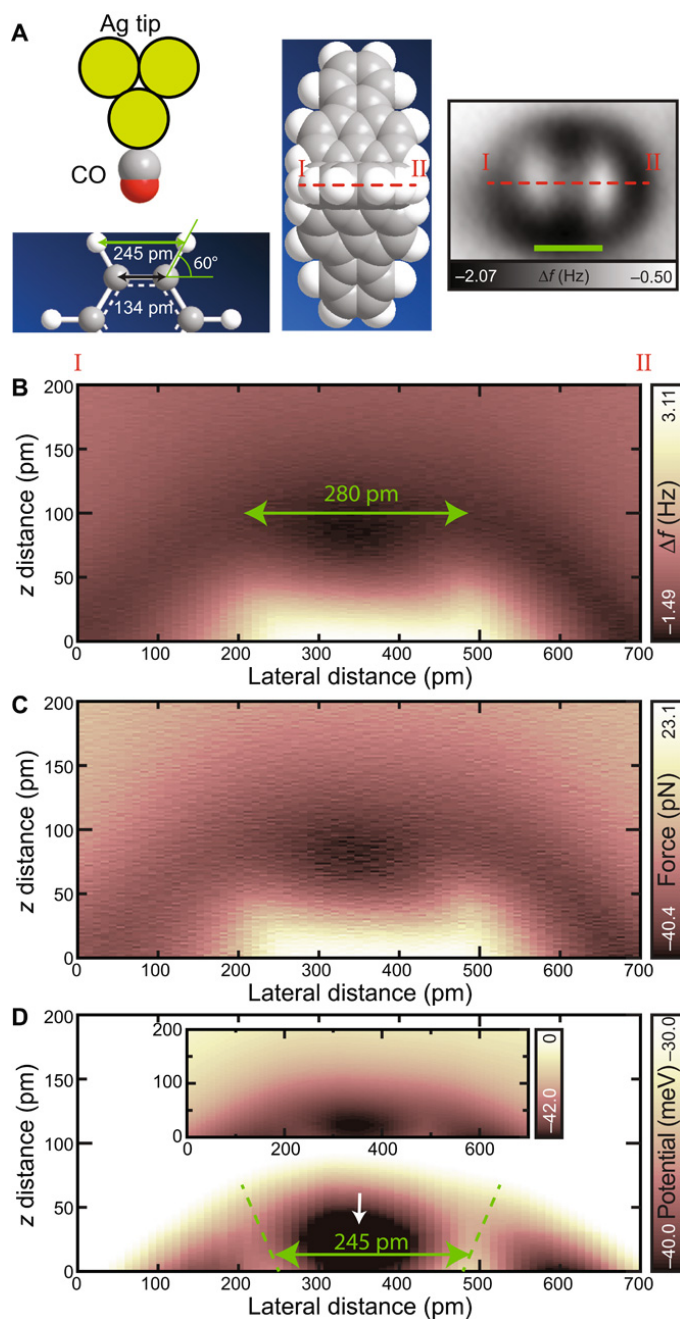 A
Ag tip
CO
245 pm
60°
134 pm
I II
I II
−2.07 Δf (Hz) −0.50
I II
B
200
150
100
50
0
z distance (pm)
280 pm
0 100 200 300 400 500 600 700
Lateral distance (pm)
−1.49 Δf (Hz) 3.11
C
200
150
100
50
0
z distance (pm)
0 100 200 300 400 500 600 700
Lateral distance (pm)
−40.4 Force (pN) 23.1
D
200
150
100
50
0
z distance (pm)
200
100
0
0 200 400 600
−42.0 0
245 pm
0 100 200 300 400 500 600 700
Lateral distance (pm)
−40.0 Potential (meV) −30.0